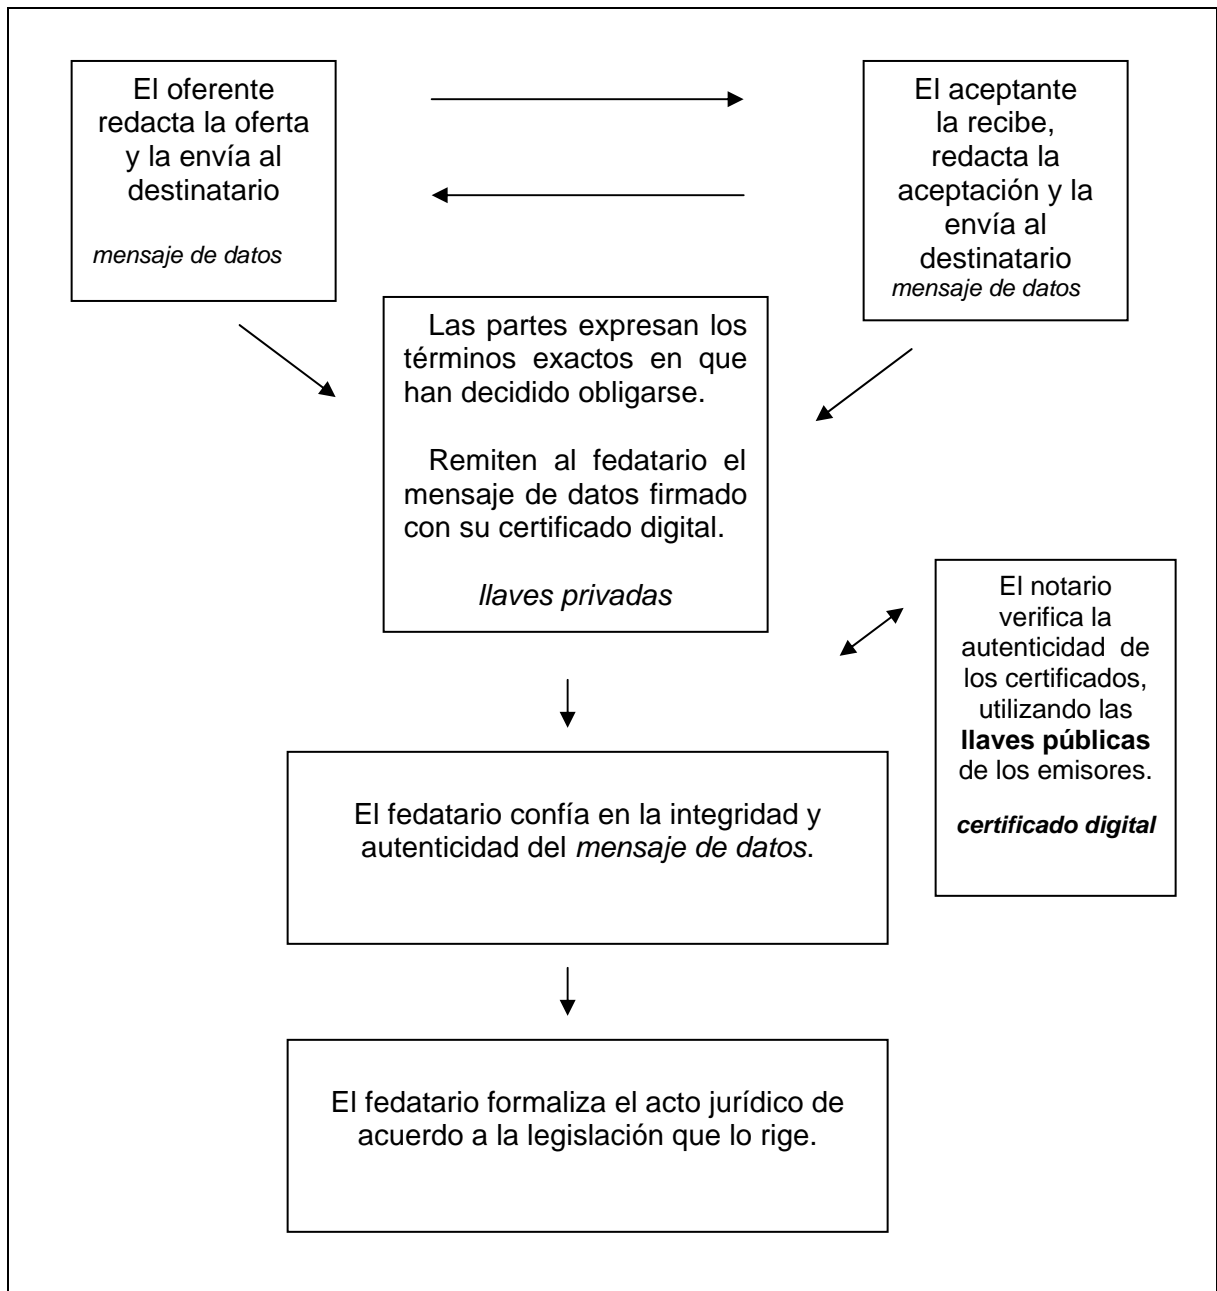 El oferente
redacta la oferta
y la envía al
destinatario
mensaje de datos
El aceptante
la recibe,
redacta la
aceptación y la
envía al
destinatario
mensaje de datos
Las partes expresan los
términos exactos en que
han decidido obligarse.
Remiten al fedatario el
mensaje de datos firmado
con su certificado digital.
llaves privadas
El notario
verifica la
autenticidad de
los certificados,
utilizando las
llaves públicas
de los emisores.
certificado digital
El fedatario confía en la integridad y
autenticidad del mensaje de datos.
El fedatario formaliza el acto jurídico de
acuerdo a la legislación que lo rige.